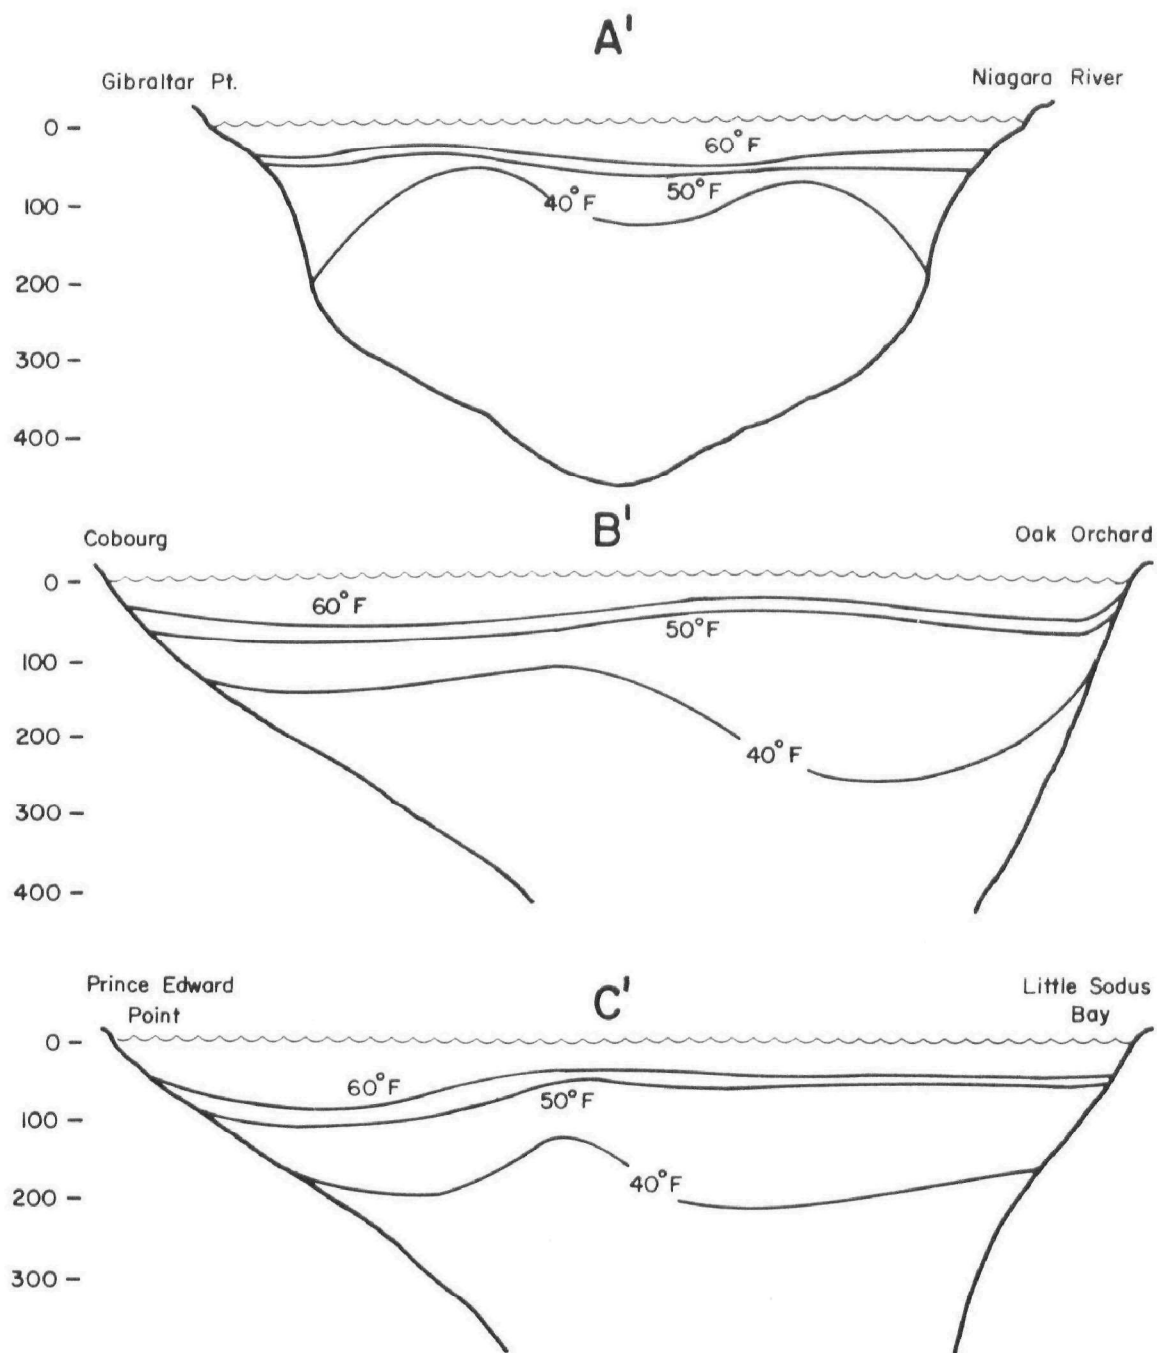 A'
Gibraltar Pt.
Niagara River
0 –
60°F
50°F
40°F
100 –
200 –
300 –
400 –
B'
Cobourg
Oak Orchard
0 –
60°F
50°F
100 –
200 –
40°F
300 –
400 –
Prince Edward
Point
C'
Little Sodus
Bay
0 –
60°F
50°F
100 –
40°F
200 –
300 –